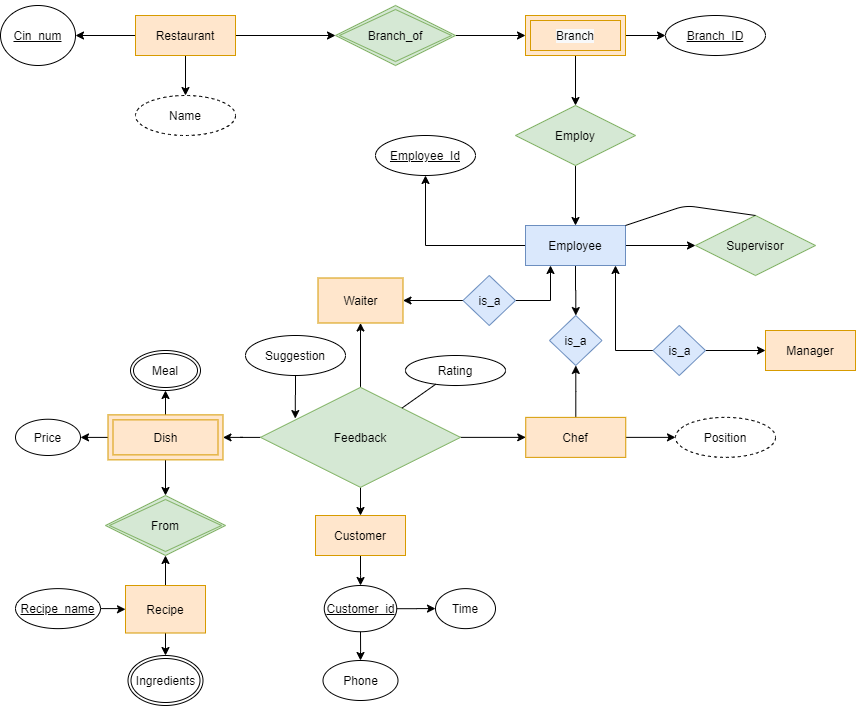 Cin_num
Restaurant
Branch_of
Branch
Branch_ID
Name
Employ
Employee_Id
Employee
Supervisor
Waiter
is_a
is_a
is_a
Manager
Suggestion
Rating
Meal
Price
Dish
Feedback
Chef
Position
From
Customer
Recipe_name
Recipe
Customer_id
Time
Ingredients
Phone